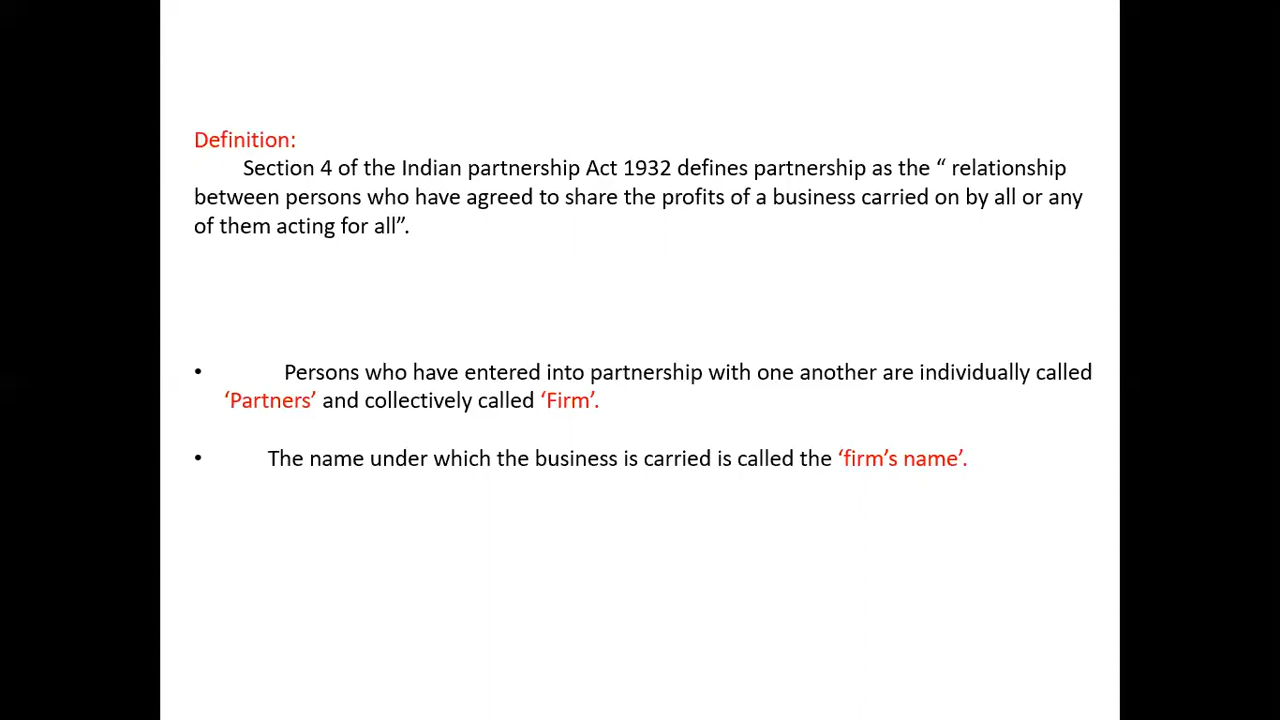 Definition:
Section 4 of the Indian partnership Act 1932 defines partnership as the “ relationship
between persons who have agreed to share the profits of a business carried on by all or any
of them acting for all”.
• Persons who have entered into partnership with one another are individually called
‘Partners’ and collectively called ‘Firm’.
• The name under which the business is carried is called the ‘firm’s name’.